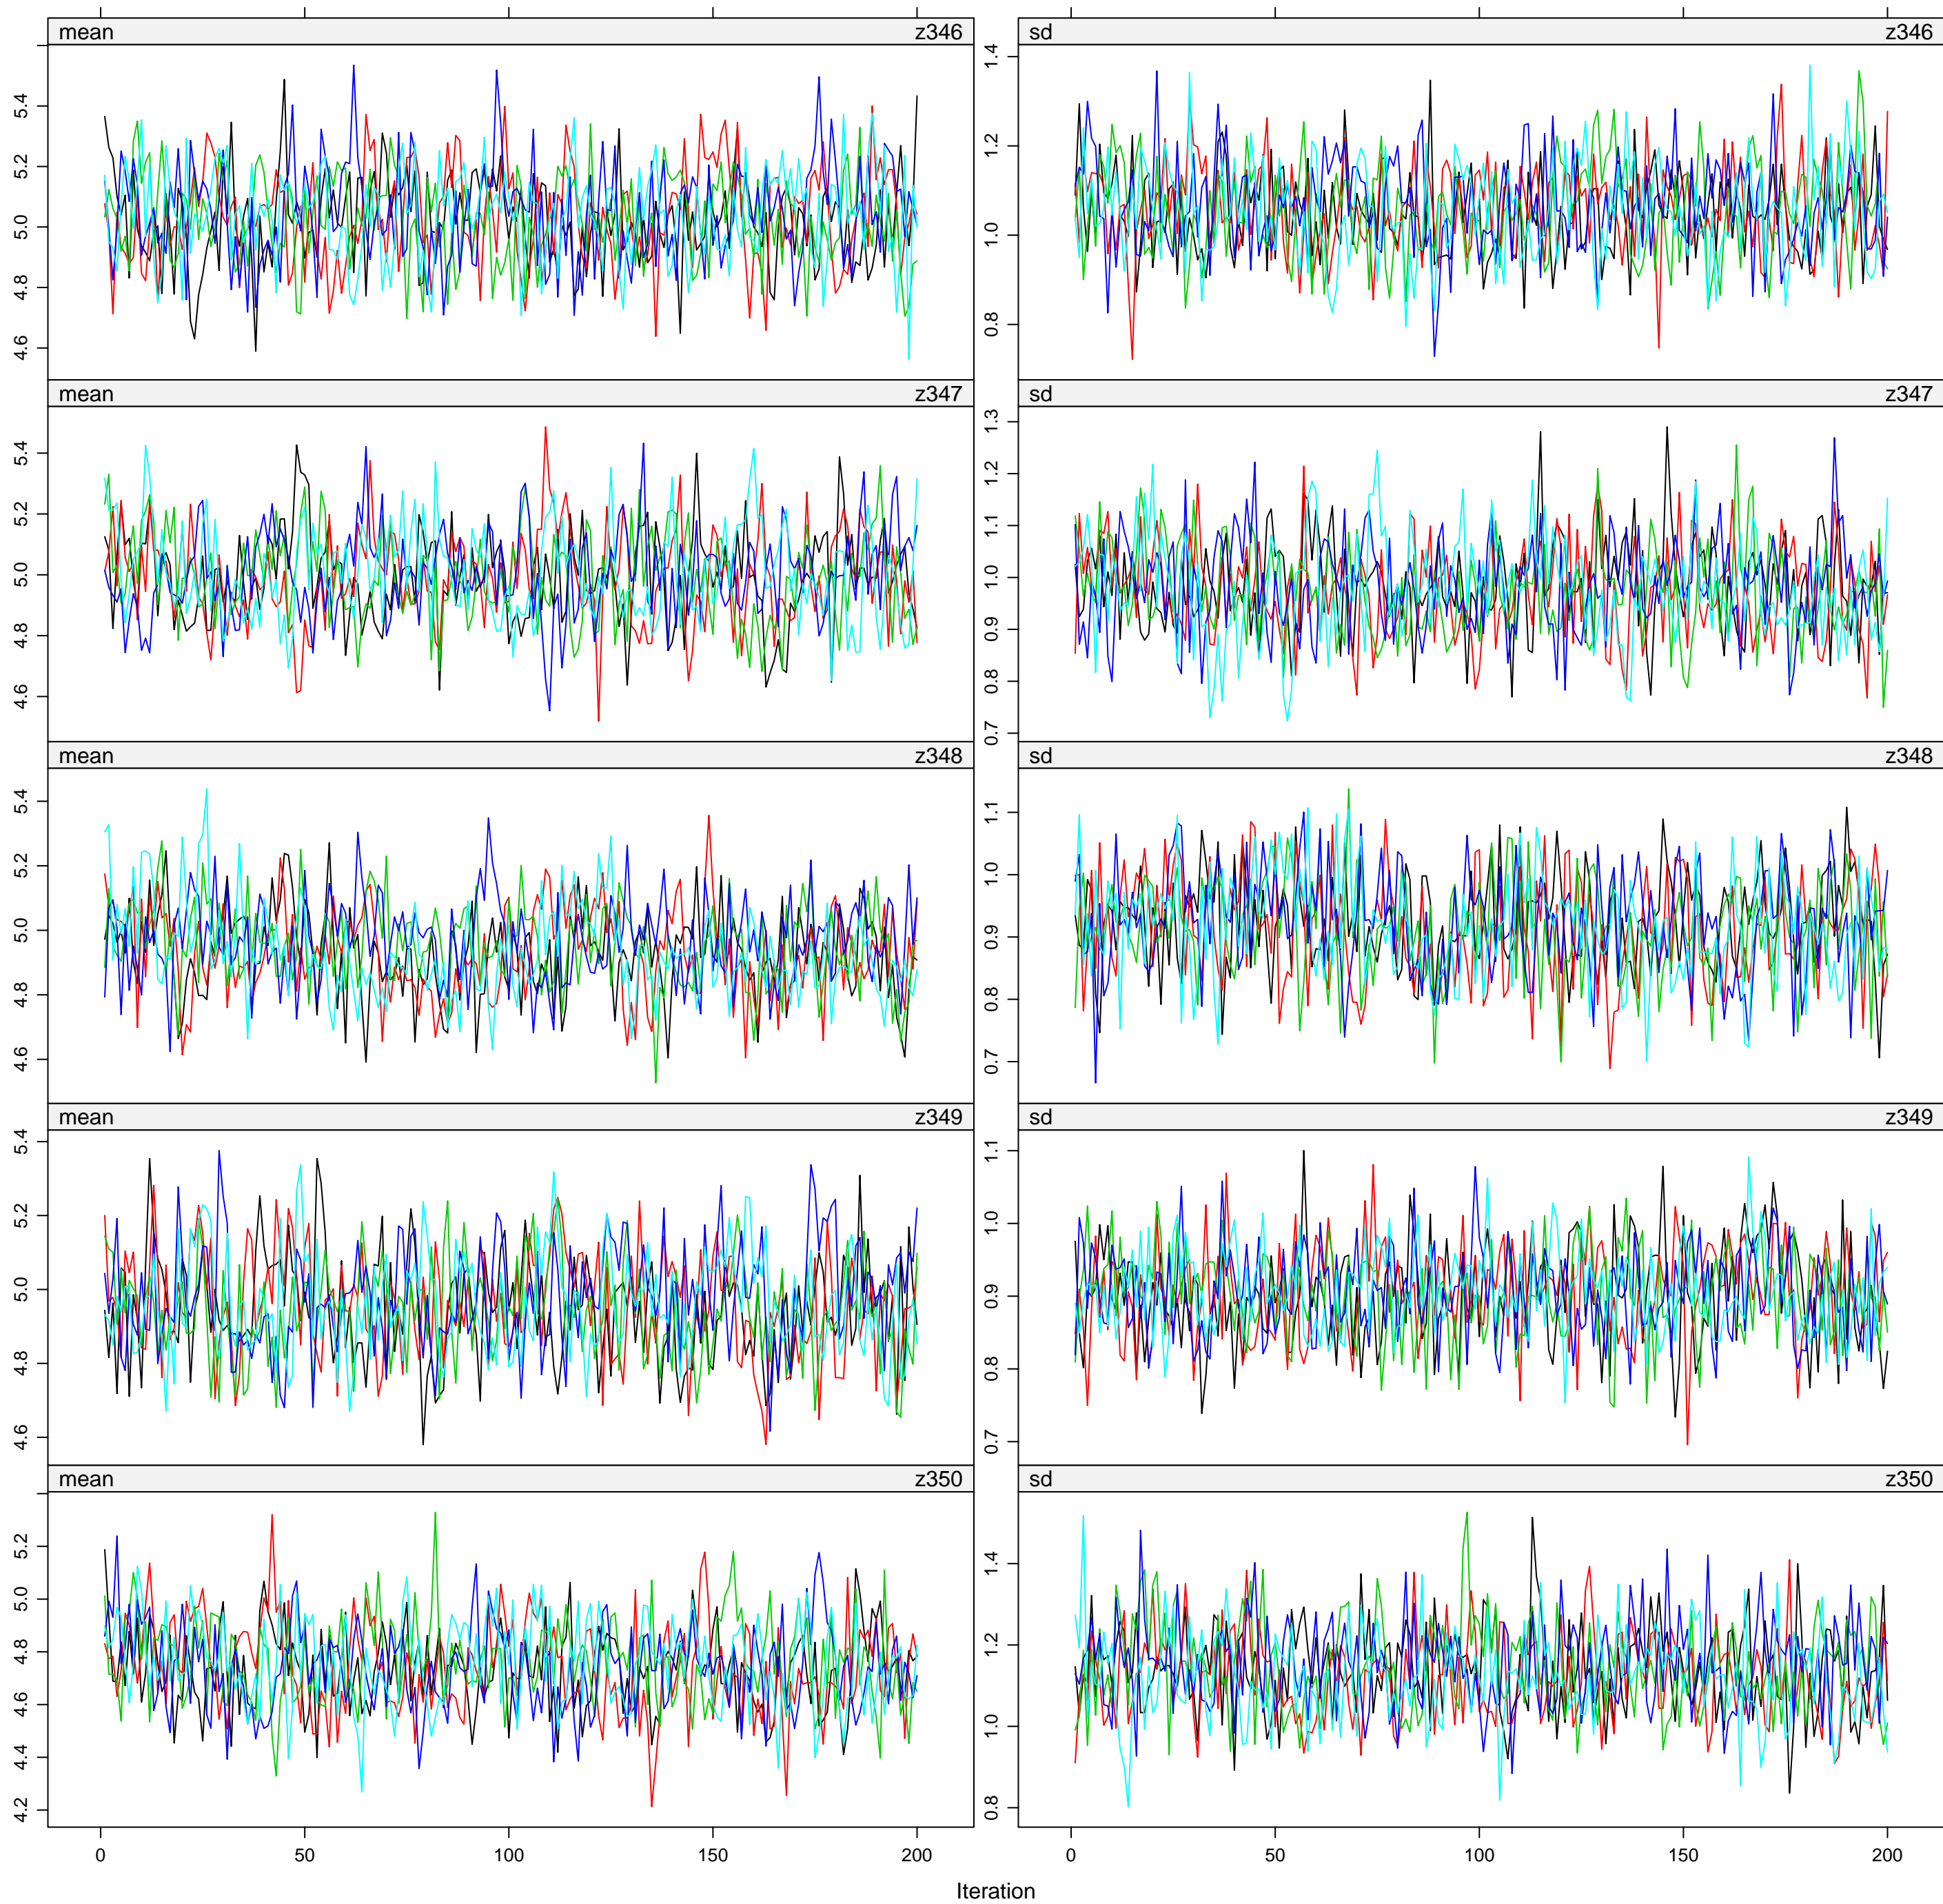 mean z346 sd z346
4.6 4.8 5.0 5.2 5.4
0.8 1.0 1.2 1.4
mean z347 sd z347
4.6 4.8 5.0 5.2 5.4
0.7 0.8 0.9 1.0 1.1 1.2 1.3
mean z348 sd z348
4.6 4.8 5.0 5.2 5.4
0.7 0.8 0.9 1.0 1.1
mean z349 sd z349
4.6 4.8 5.0 5.2 5.4
0.7 0.8 0.9 1.0 1.1
mean z350 sd z350
4.2 4.4 4.6 4.8 5.0 5.2
0.8 1.0 1.2 1.4
0 50 100 150 200 0 50 100 150 200
Iteration